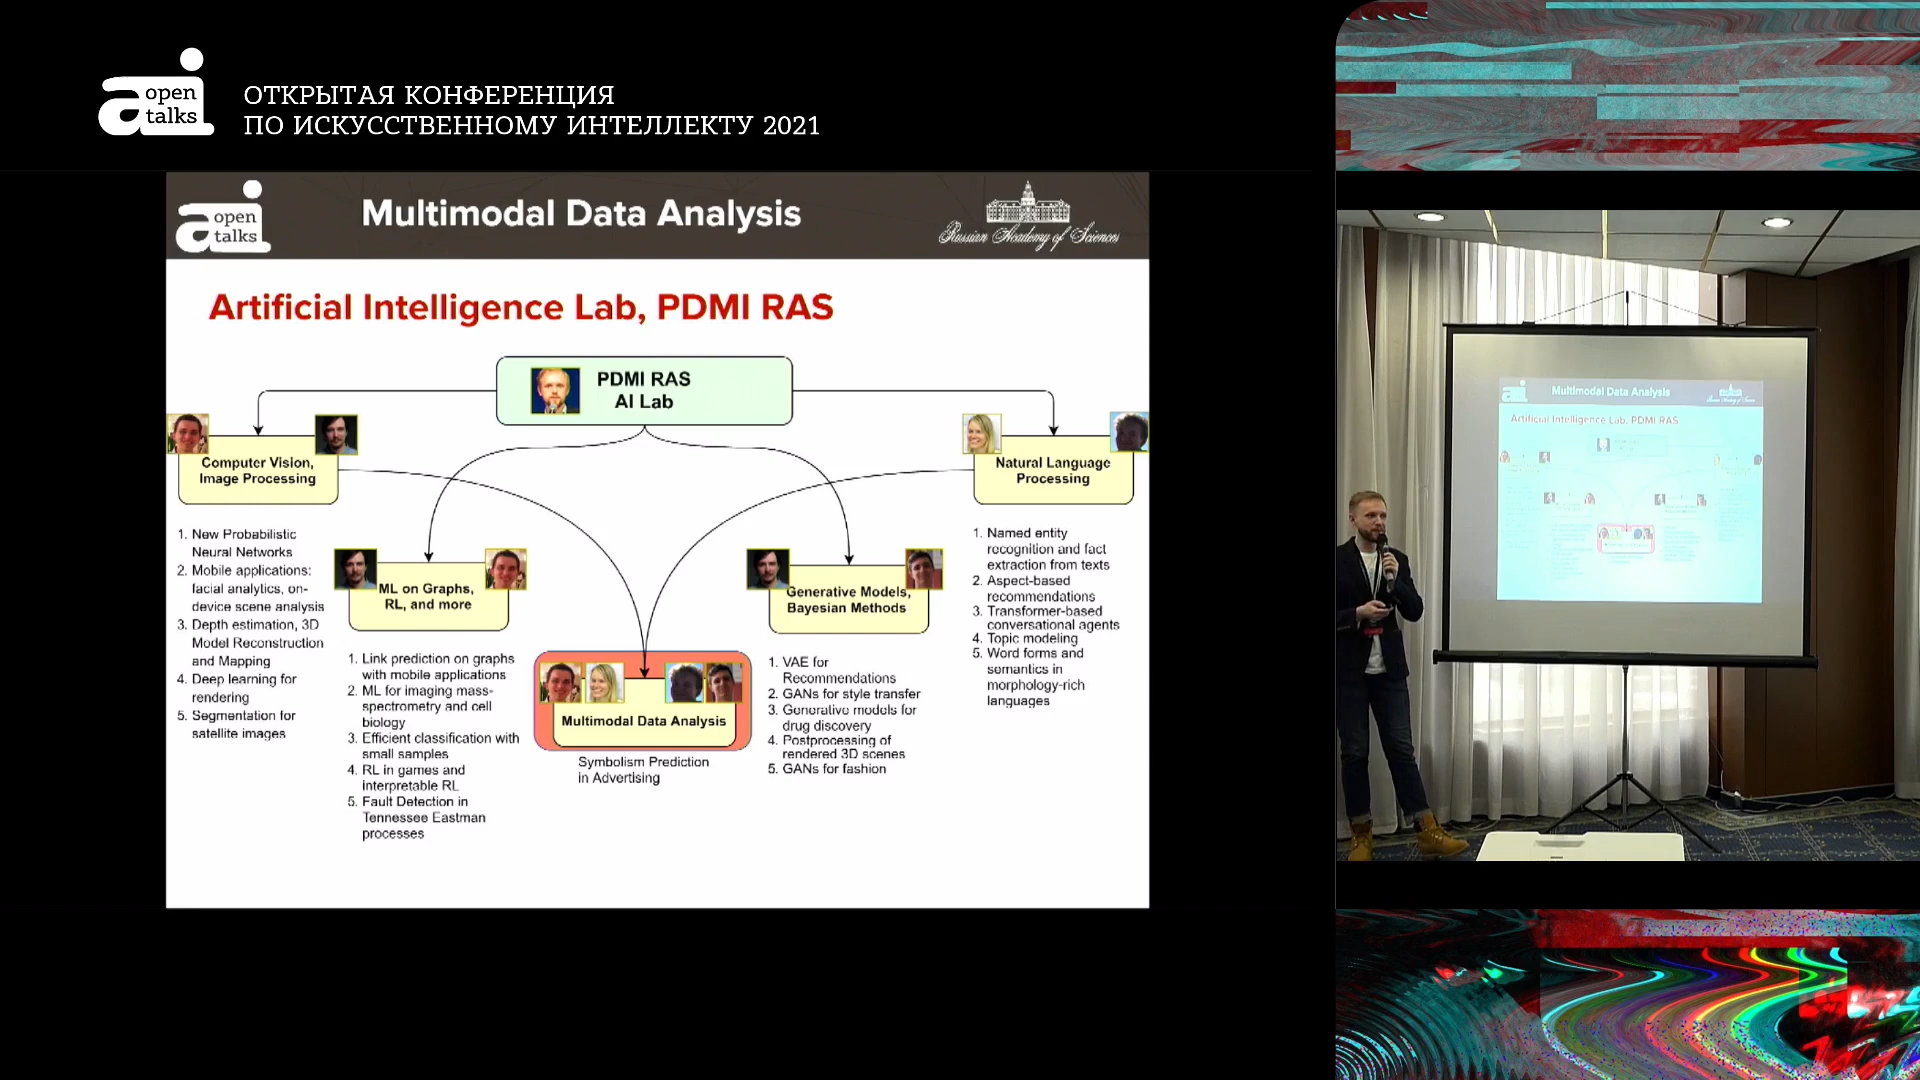 open
talks
ОТКРЫТАЯ КОНФЕРЕНЦИЯ
ПО ИСКУССТВЕННОМУ ИНТЕЛЛЕКТУ 2021
open
talks
Multimodal Data Analysis
Russian Academy of Sciences
Artificial Intelligence Lab, PDMI RAS
PDMI RAS
AI Lab
Computer Vision,
Image Processing
1. New Probabilistic
Neural Networks
2. Mobile applications:
facial analytics, on-
device scene analysis
3. Depth estimation, 3D
Model Reconstruction
and Mapping
4. Deep learning for
rendering
5. Segmentation for
satellite images
ML on Graphs,
RL, and more
1. Link prediction on graphs
with mobile applications
2. ML for imaging mass-
spectrometry and cell
biology
3. Efficient classification with
small samples
4. RL in games and
interpretable RL
5. Fault Detection in
Tennessee Eastman
processes
Multimodal Data Analysis
Symbolism Prediction
in Advertising
Generative Models,
Bayesian Methods
1. VAE for
Recommendations
2. GANs for style transfer
3. Generative models for
drug discovery
4. Postprocessing of
rendered 3D scenes
5. GANs for fashion
Natural Language
Processing
1. Named entity
recognition and fact
extraction from texts
2. Aspect-based
recommendations
3. Transformer-based
conversational agents
4. Topic modeling
5. Word forms and
semantics in
morphology-rich
languages
Multimodal Data Analysis
Artificial Intelligence Lab, PDMI RAS